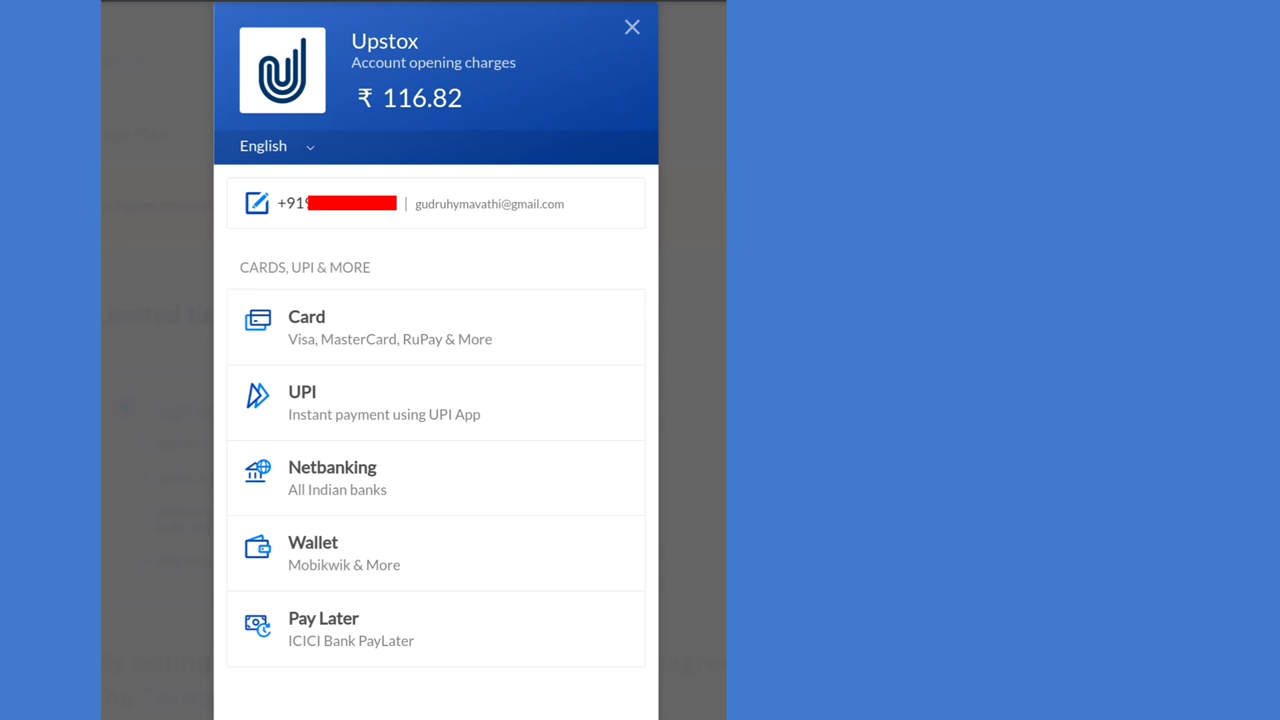 Upstox
Account opening charges
₹ 116.82
English
+919 | gudruhymavathi@gmail.com
CARDS, UPI & MORE
Card
Visa, MasterCard, RuPay & More
UPI
Instant payment using UPI App
Netbanking
All Indian banks
Wallet
Mobikwik & More
Pay Later
ICICI Bank PayLater